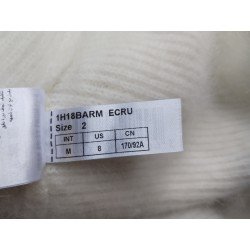 1H18BARM ECRU
Size 2
INT US CN
M 8 170/92A